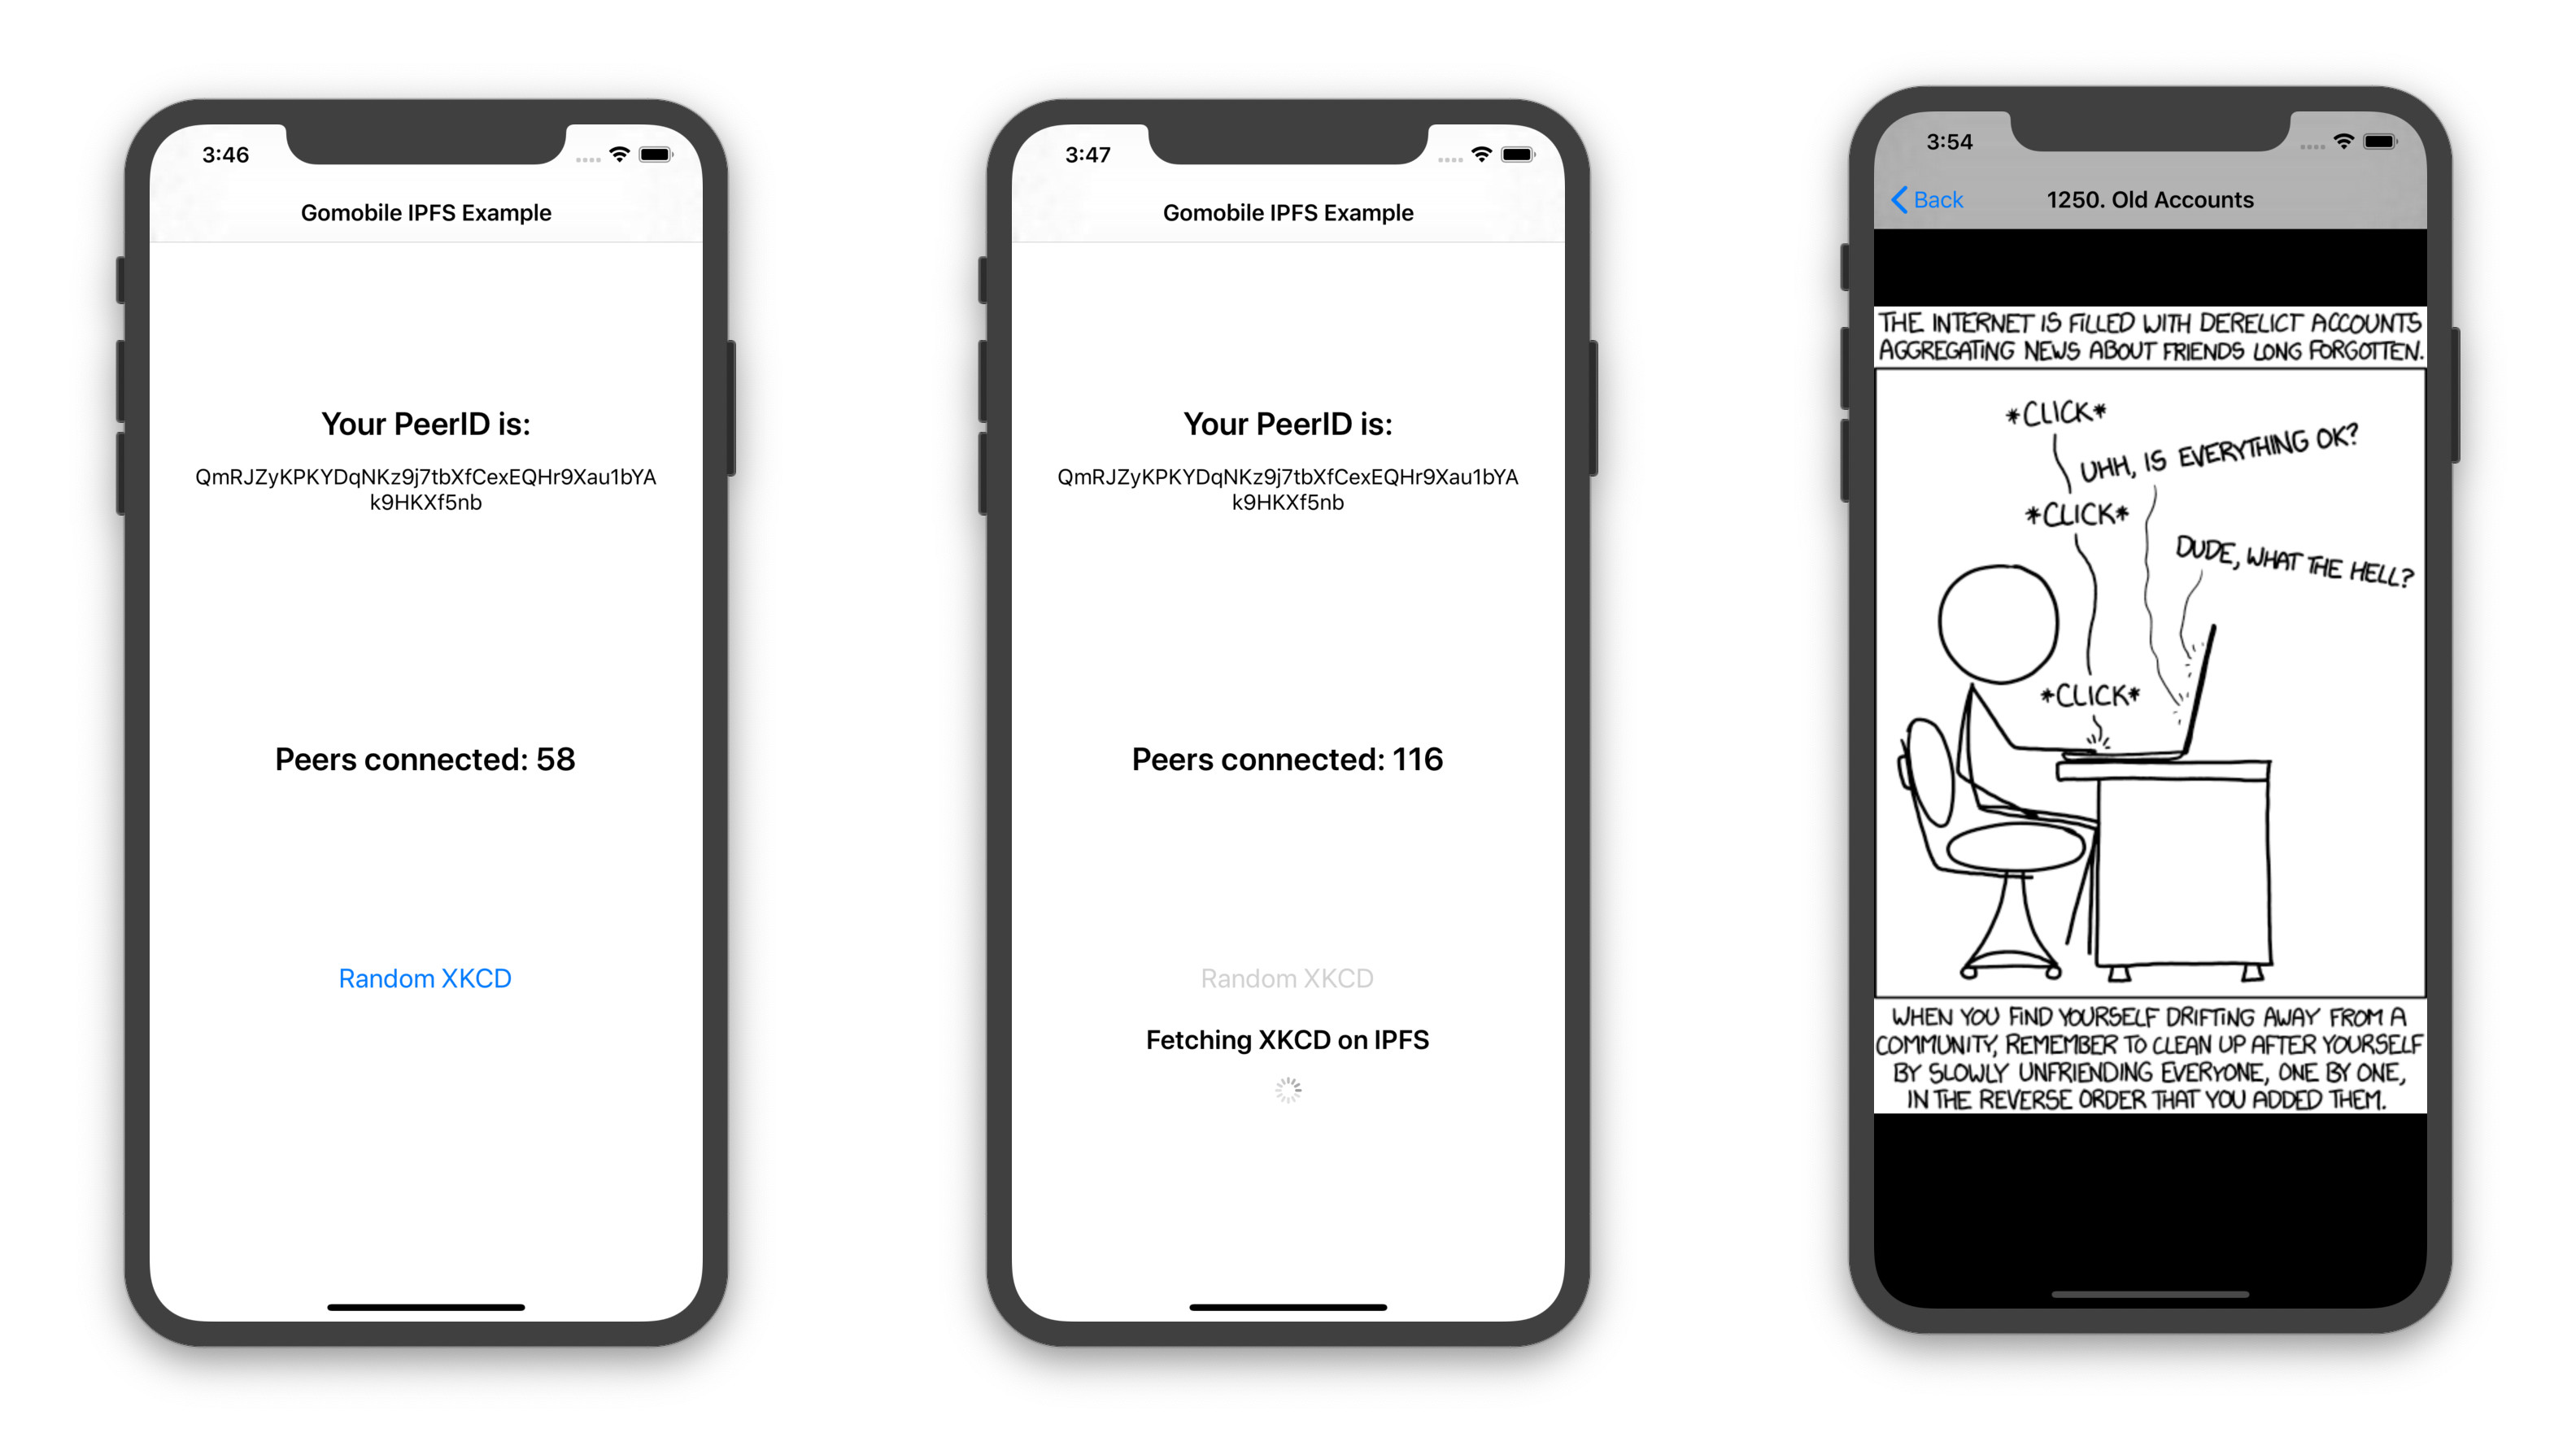 3:46
Gomobile IPFS Example
Your PeerID is:
QmRJZyKPKYDqNKz9j7tbXfCexEQHr9Xau1bYA
k9HKXf5nb
Peers connected: 58
Random XKCD
3:47
Gomobile IPFS Example
Your PeerID is:
QmRJZyKPKYDqNKz9j7tbXfCexEQHr9Xau1bYA
k9HKXf5nb
Peers connected: 116
Random XKCD
Fetching XKCD on IPFS
3:54
Back 1250. Old Accounts
THE INTERNET IS FILLED WITH DERELICT ACCOUNTS
AGGREGATING NEWS ABOUT FRIENDS LONG FORGOTTEN.
*CLICK*
UHH, IS EVERYTHING OK?
*CLICK*
DUDE, WHAT THE HELL?
*CLICK*
WHEN YOU FIND YOURSELF DRIFTING AWAY FROM A
COMMUNITY, REMEMBER TO CLEAN UP AFTER YOURSELF
BY SLOWLY UNFRIENDING EVERYONE, ONE BY ONE,
IN THE REVERSE ORDER THAT YOU ADDED THEM.